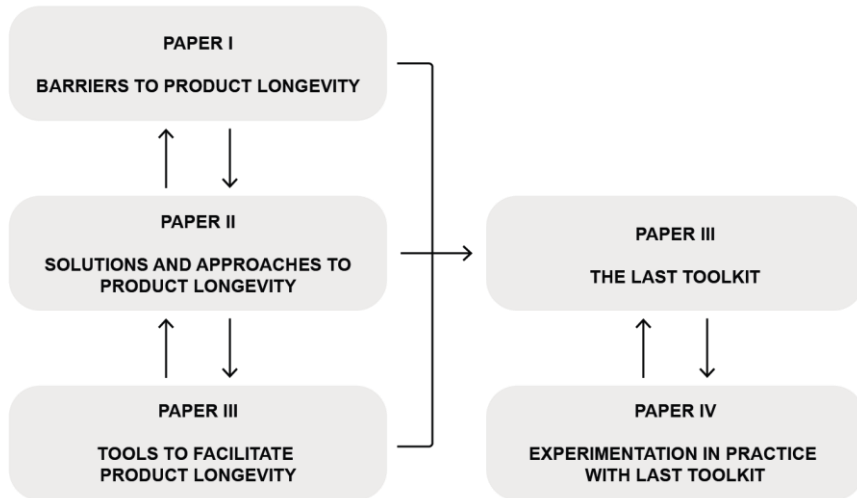 PAPER I
BARRIERS TO PRODUCT LONGEVITY
PAPER II
SOLUTIONS AND APPROACHES TO
PRODUCT LONGEVITY
PAPER III
TOOLS TO FACILITATE
PRODUCT LONGEVITY
PAPER III
THE LAST TOOLKIT
PAPER IV
EXPERIMENTATION IN PRACTICE
WITH LAST TOOLKIT